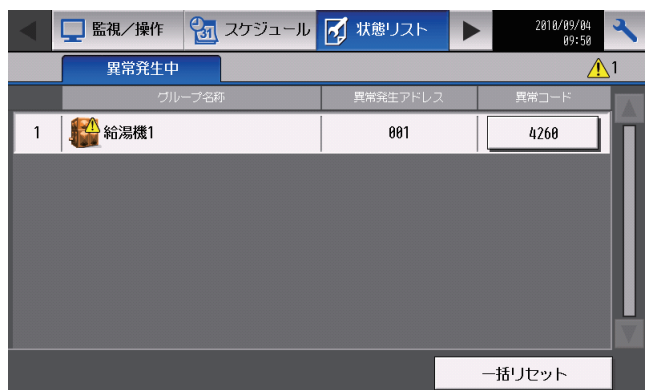 監視／操作 31 スケジュール 状態リスト 2010/09/04
09:50
異常発生中 1
グループ名称 異常発生アドレス 異常コード
1 給湯機1 001 4260
一括リセット